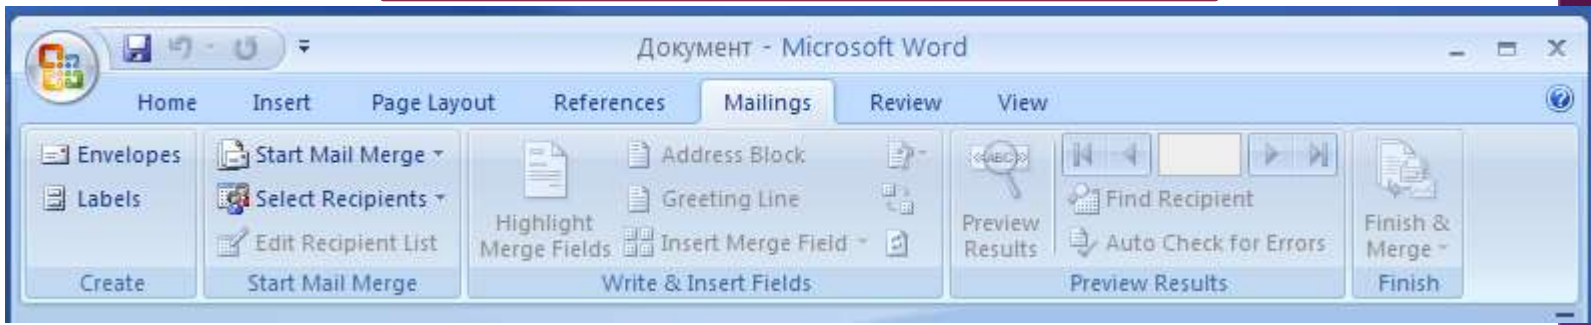 Документ - Microsoft Word
Home Insert Page Layout References Mailings Review View
Envelopes
Labels
Create
Start Mail Merge
Select Recipients
Edit Recipient List
Start Mail Merge
Highlight
Merge Fields
Address Block
Greeting Line
Insert Merge Field
Write & Insert Fields
«ABC»
Preview
Results
Find Recipient
Auto Check for Errors
Preview Results
Finish &
Merge
Finish